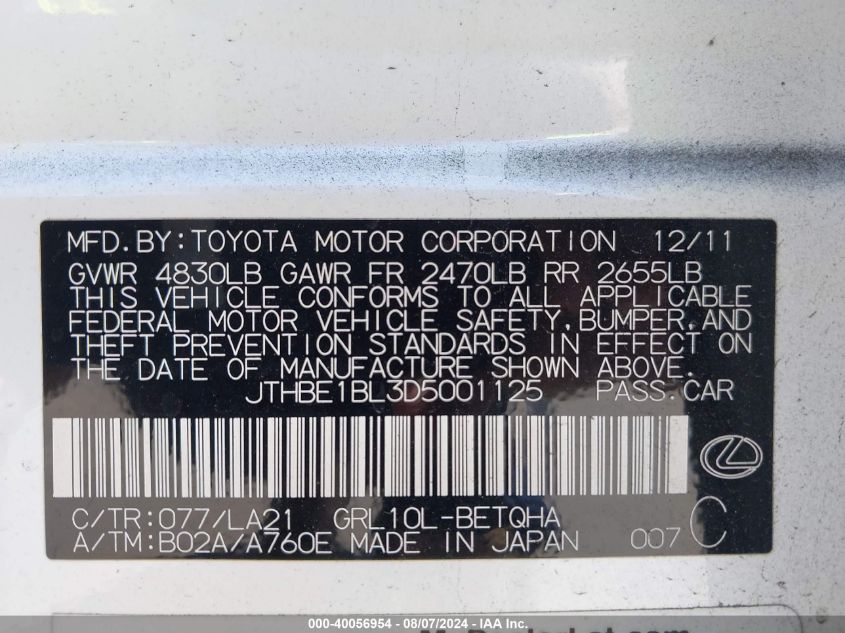 MFD.BY:TOYOTA MOTOR CORPORATION 12/11
GVWR 4830LB GAWR FR 2470LB RR 2655LB
THIS VEHICLE CONFORMS TO ALL APPLICABLE
FEDERAL MOTOR VEHICLE SAFETY,BUMPER,AND
THEFT PREVENTION STANDARDS IN EFFECT ON
THE DATE OF MANUFACTURE SHOWN ABOVE.
JTHBE1BL3D5001125 PASS.CAR
C/TR:077/LA21 GRL10L-BETQHA
A/TM:B02A/A760E MADE IN JAPAN 007 C
000-40056954 - 08/07/2024 - IAA Inc.